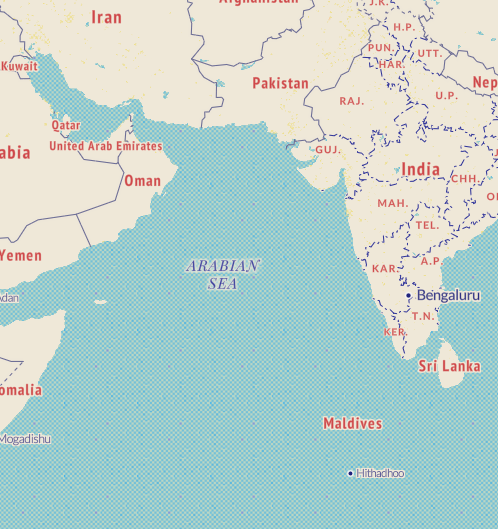 Afghanistan
J.K.
Iran
H.P.
PUN.
UTT.
Kuwait
HAR.
Pakistan
Nep
RAJ.
U.P.
Qatar
United Arab Emirates
GUJ.
abia
India
Oman
CHH.
MAH.
TEL.
Yemen
A.P
ARABIAN
SEA
KAR.
Adan
Bengaluru
T.N.
KER.
Sri Lanka
omalia
Maldives
Mogadishu
Hithadhoo